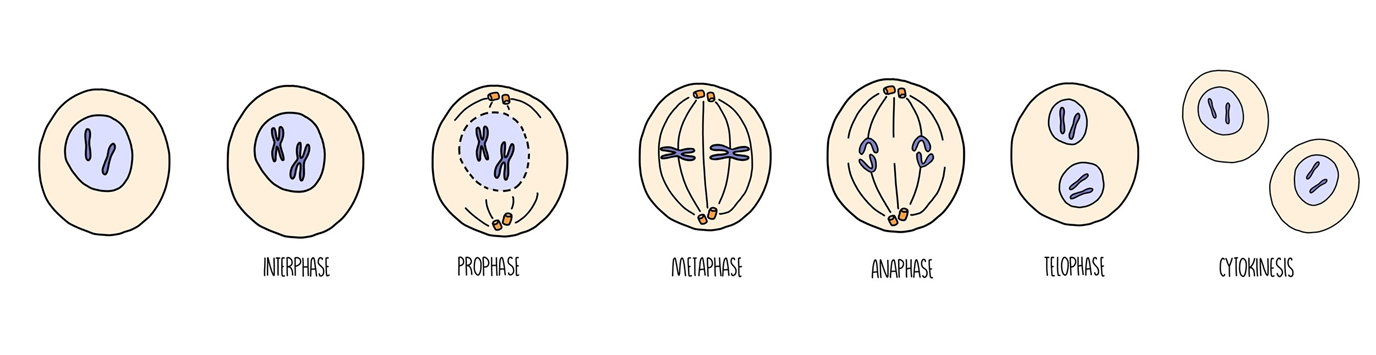 INTERPHASE
PROPHASE
METAPHASE
ANAPHASE
TELOPHASE
CYTOKINESIS